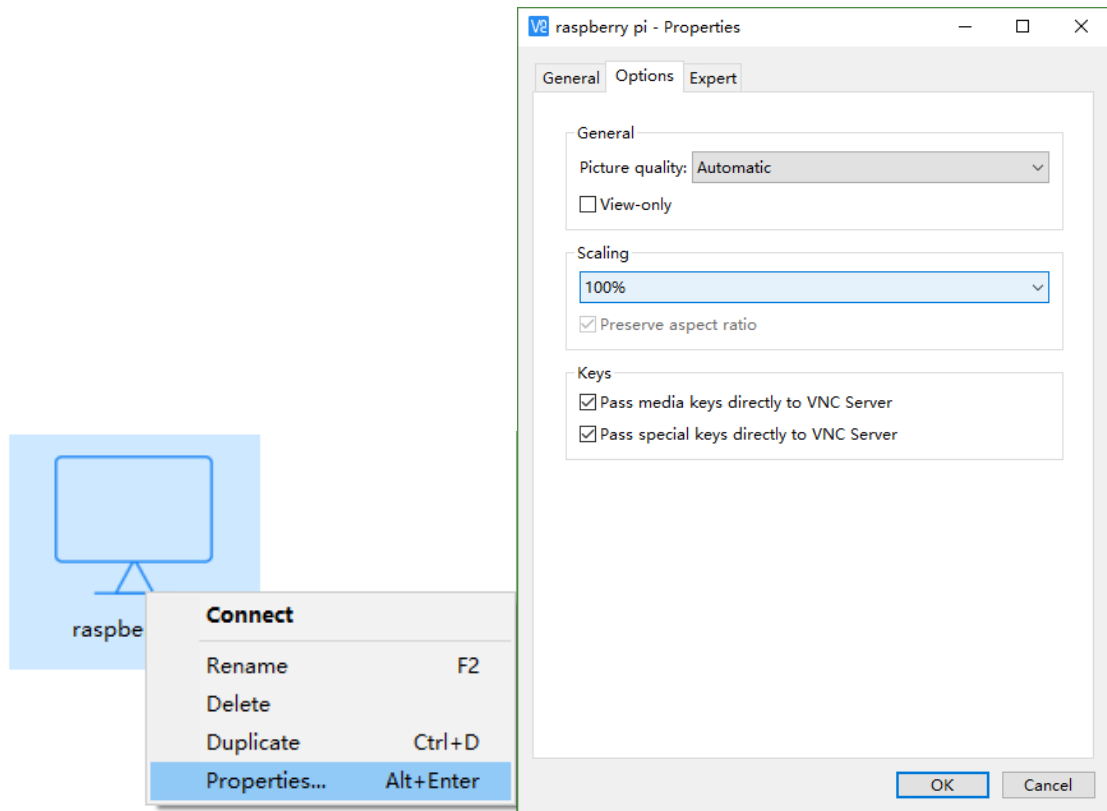 raspberry pi - Properties
General Options Expert
General
Picture quality: Automatic
View-only
Scaling
100%
Preserve aspect ratio
Keys
Pass media keys directly to VNC Server
Pass special keys directly to VNC Server
OK Cancel
raspbe
Connect
Rename F2
Delete
Duplicate Ctrl+D
Properties... Alt+Enter